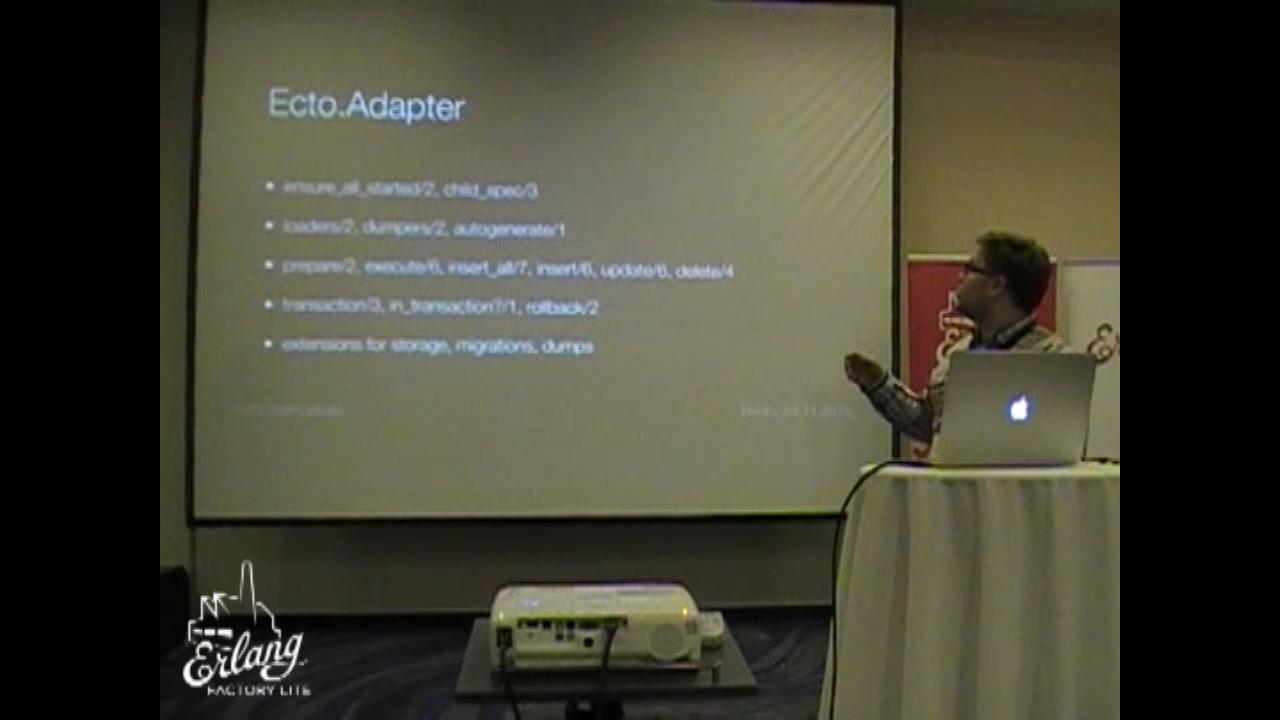 Ecto.Adapter
• ensure_all_started/2, child_spec/3
• loaders/2, dumpers/2, autogenerate/1
• prepare/2, execute/6, insert_all/7, insert/6, update/6, delete/4
• transaction/3, in_transaction?/1, rollback/2
• extensions for storage, migrations, dumps
Erlang
FACTORY LITE